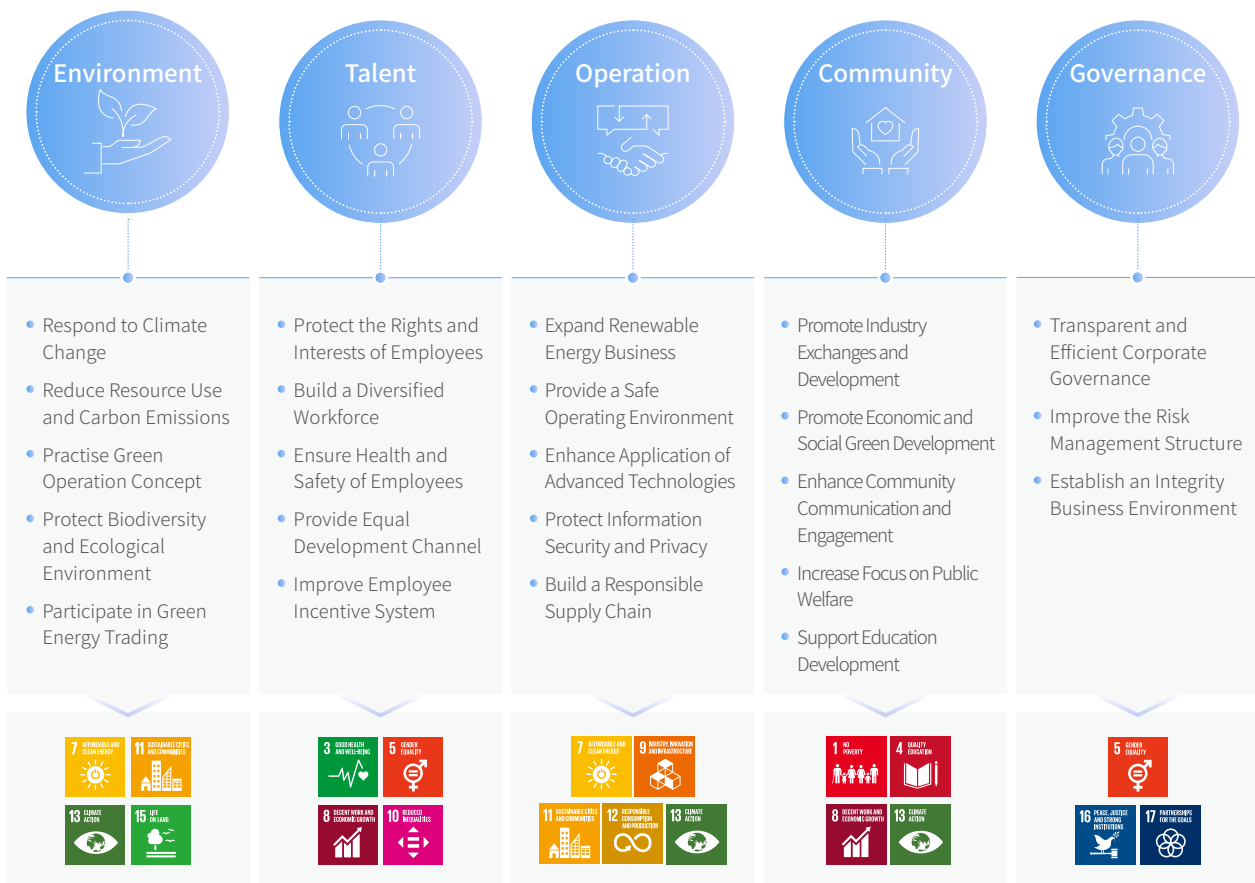 Environment
Respond to Climate
Change
Reduce Resource Use
and Carbon Emissions
Practise Green
Operation Concept
Protect Biodiversity
and Ecological
Environment
Participate in Green
Energy Trading
7 AFFORDABLE AND
CLEAN ENERGY
11 SUSTAINABLE CITIES
AND COMMUNITIES
13 CLIMATE
ACTION
15 LIFE
ON LAND
Talent
Protect the Rights and
Interests of Employees
Build a Diversified
Workforce
Ensure Health and
Safety of Employees
Provide Equal
Development Channel
Improve Employee
Incentive System
3 GOOD HEALTH
AND WELL-BEING
5 GENDER
EQUALITY
8 DECENT WORK AND
ECONOMIC GROWTH
10 REDUCED
INEQUALITIES
Operation
Expand Renewable
Energy Business
Provide a Safe
Operating Environment
Enhance Application of
Advanced Technologies
Protect Information
Security and Privacy
Build a Responsible
Supply Chain
7 AFFORDABLE AND
CLEAN ENERGY
9 INDUSTRY, INNOVATION
AND INFRASTRUCTURE
11 SUSTAINABLE CITIES
AND COMMUNITIES
12 RESPONSIBLE
CONSUMPTION
AND PRODUCTION
13 CLIMATE
ACTION
Community
Promote Industry
Exchanges and
Development
Promote Economic and
Social Green Development
Enhance Community
Communication and
Engagement
Increase Focus on Public
Welfare
Support Education
Development
1 NO
POVERTY
4 QUALITY
EDUCATION
8 DECENT WORK AND
ECONOMIC GROWTH
13 CLIMATE
ACTION
Governance
Transparent and
Efficient Corporate
Governance
Improve the Risk
Management Structure
Establish an Integrity
Business Environment
5 GENDER
EQUALITY
16 PEACE, JUSTICE
AND STRONG
INSTITUTIONS
17 PARTNERSHIPS
FOR THE GOALS